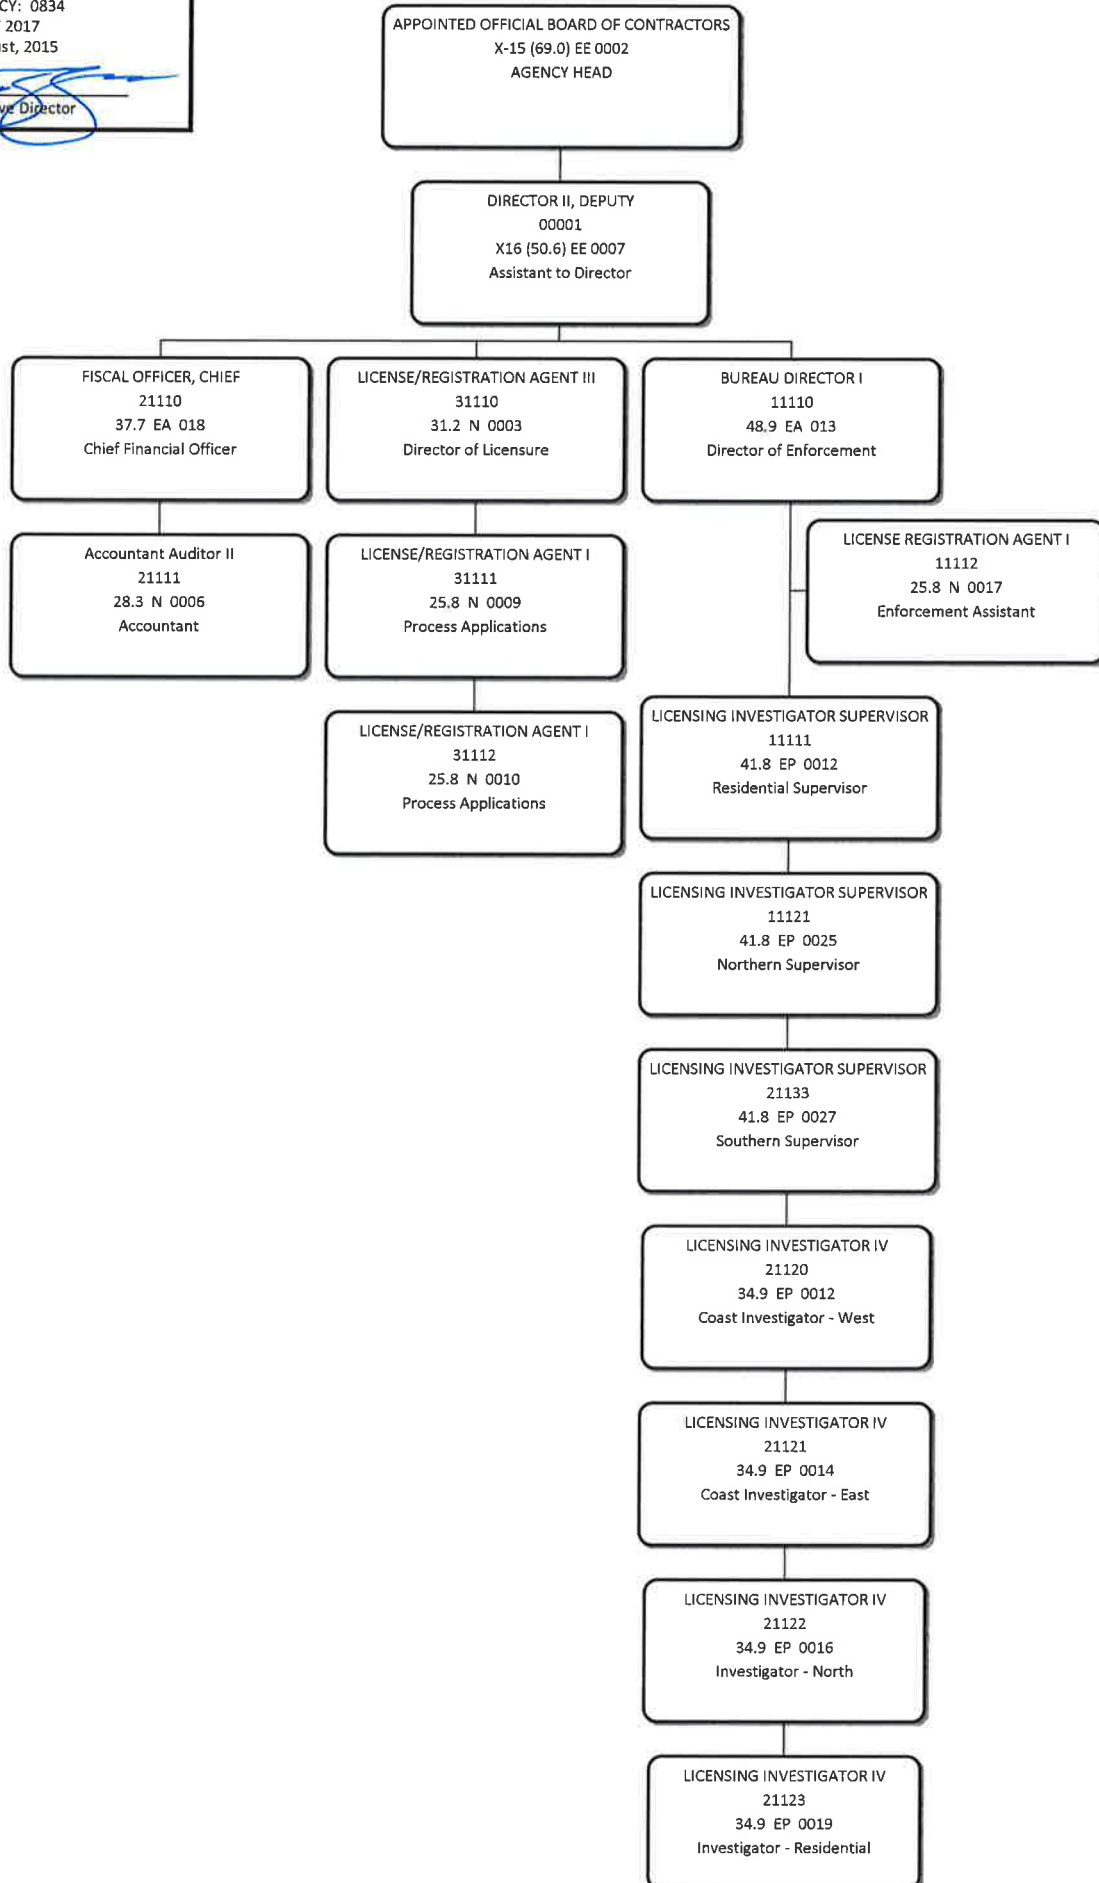 CY: 0834
2017
st, 2015
ve Director
APPOINTED OFFICIAL BOARD OF CONTRACTORS
X-15 (69.0) EE 0002
AGENCY HEAD
DIRECTOR II, DEPUTY
00001
X16 (50.6) EE 0007
Assistant to Director
FISCAL OFFICER, CHIEF
21110
37.7 EA 018
Chief Financial Officer
LICENSE/REGISTRATION AGENT III
31110
31.2 N 0003
Director of Licensure
BUREAU DIRECTOR I
11110
48.9 EA 013
Director of Enforcement
Accountant Auditor II
21111
28.3 N 0006
Accountant
LICENSE/REGISTRATION AGENT I
31111
25.8 N 0009
Process Applications
LICENSE REGISTRATION AGENT I
11112
25.8 N 0017
Enforcement Assistant
LICENSE/REGISTRATION AGENT I
31112
25.8 N 0010
Process Applications
LICENSING INVESTIGATOR SUPERVISOR
11111
41.8 EP 0012
Residential Supervisor
LICENSING INVESTIGATOR SUPERVISOR
11121
41.8 EP 0025
Northern Supervisor
LICENSING INVESTIGATOR SUPERVISOR
21133
41.8 EP 0027
Southern Supervisor
LICENSING INVESTIGATOR IV
21120
34.9 EP 0012
Coast Investigator - West
LICENSING INVESTIGATOR IV
21121
34.9 EP 0014
Coast Investigator - East
LICENSING INVESTIGATOR IV
21122
34.9 EP 0016
Investigator - North
LICENSING INVESTIGATOR IV
21123
34.9 EP 0019
Investigator - Residential